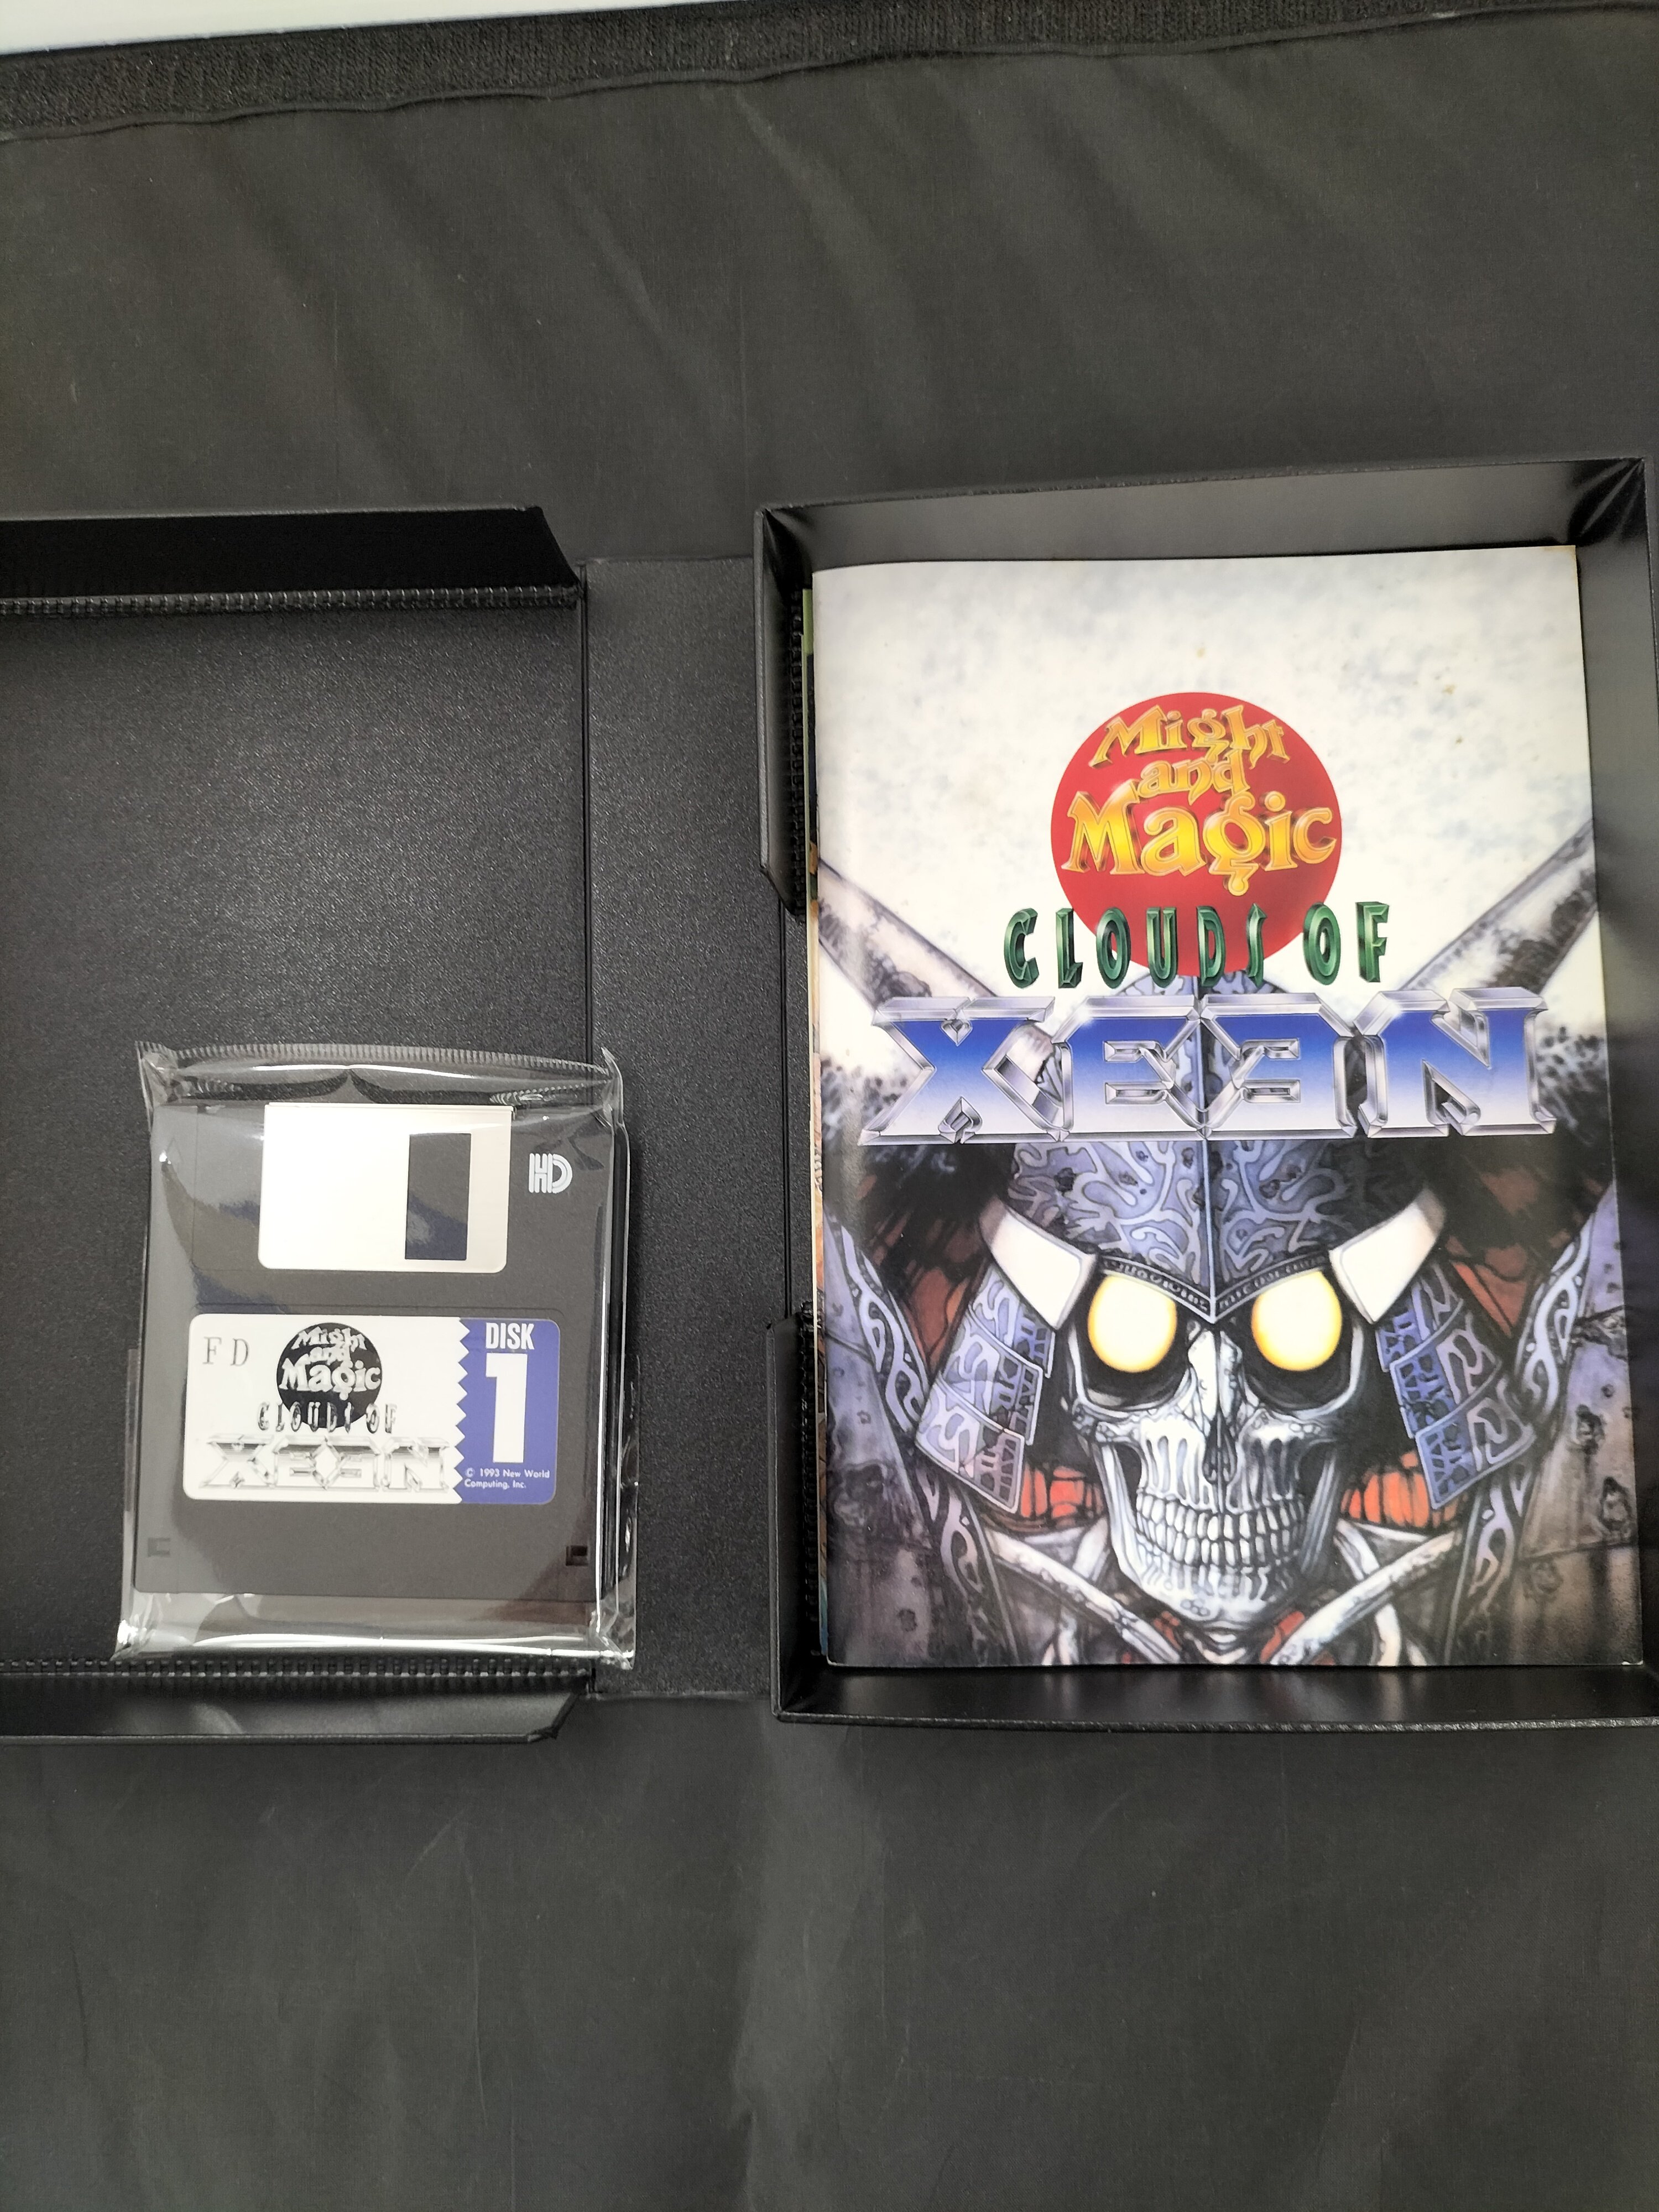 HD
FD
Might
and
Magic
CLOUDS OF
XEEN
DISK
1
© 1993 New World
Computing, Inc.
Might
and
Magic
CLOUDS OF
XEEN